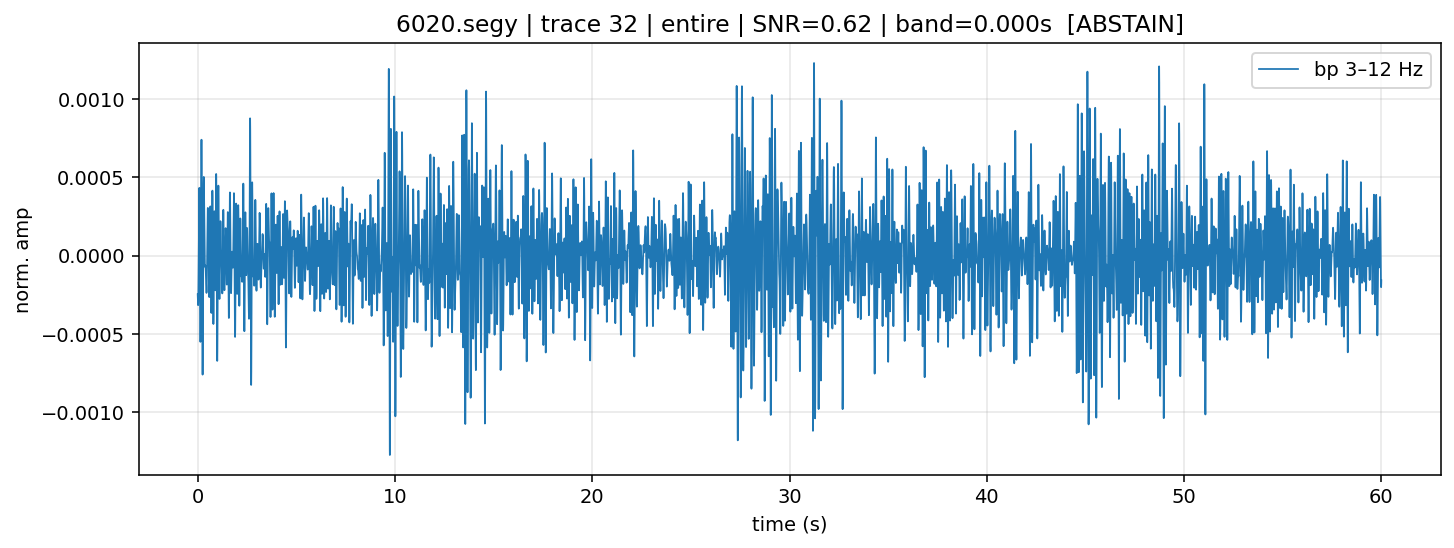 6020.segy | trace 32 | entire | SNR=0.62 | band=0.000s  [ABSTAIN]
bp 3–12 Hz
norm. amp
0.0010
0.0005
0.0000
−0.0005
−0.0010
0 10 20 30 40 50 60
time (s)